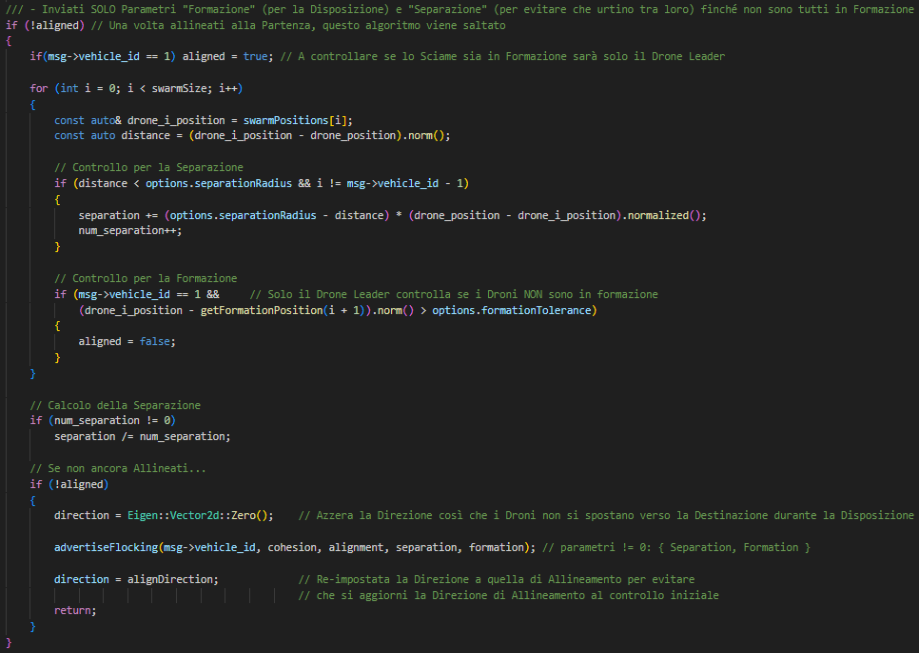 /// - Inviati SOLO Parametri "Formazione" (per la Disposizione) e "Separazione" (per evitare che urtino tra loro) finché non sono tutti in Formazione
if (!aligned) // Una volta allineati alla Partenza, questo algoritmo viene saltato
{
    if(msg->vehicle_id == 1) aligned = true; // A controllare se lo Sciame sia in Formazione sarà solo il Drone Leader

    for (int i = 0; i < swarmSize; i++)
    {
        const auto& drone_i_position = swarmPositions[i];
        const auto distance = (drone_i_position - drone_position).norm();

        // Controllo per la Separazione
        if (distance < options.separationRadius && i != msg->vehicle_id - 1)
        {
            separation += (options.separationRadius - distance) * (drone_position - drone_i_position).normalized();
            num_separation++;
        }

        // Controllo per la Formazione
        if (msg->vehicle_id == 1 &&     // Solo il Drone Leader controlla se i Droni NON sono in formazione
            (drone_i_position - getFormationPosition(i + 1)).norm() > options.formationTolerance)
        {
            aligned = false;
        }
    }

    // Calcolo della Separazione
    if (num_separation != 0)
        separation /= num_separation;

    // Se non ancora Allineati...
    if (!aligned)
    {
        direction = Eigen::Vector2d::Zero();    // Azzera la Direzione così che i Droni non si spostano verso la Destinazione durante la Disposizione

        advertiseFlocking(msg->vehicle_id, cohesion, alignment, separation, formation); // parametri != 0: { Separation, Formation }

        direction = alignDirection;             // Re-impostata la Direzione a quella di Allineamento per evitare
                                                // che si aggiorni la Direzione di Allineamento al controllo iniziale
        return;
    }
}